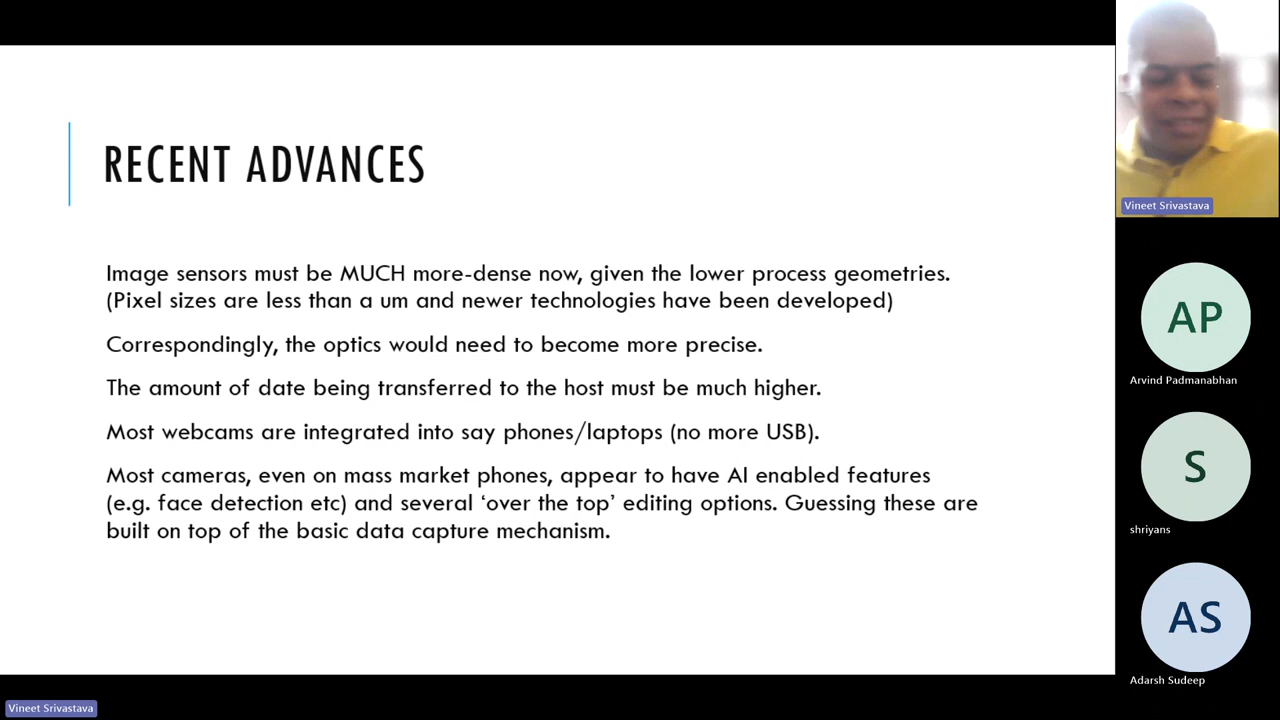 RECENT ADVANCES
Image sensors must be MUCH more-dense now, given the lower process geometries.
(Pixel sizes are less than a um and newer technologies have been developed)
Correspondingly, the optics would need to become more precise.
The amount of date being transferred to the host must be much higher.
Most webcams are integrated into say phones/laptops (no more USB).
Most cameras, even on mass market phones, appear to have AI enabled features
(e.g. face detection etc) and several ‘over the top’ editing options. Guessing these are
built on top of the basic data capture mechanism.
Vineet Srivastava
AP
Arvind Padmanabhan
S
shriyans
AS
Adarsh Sudeep
Vineet Srivastava